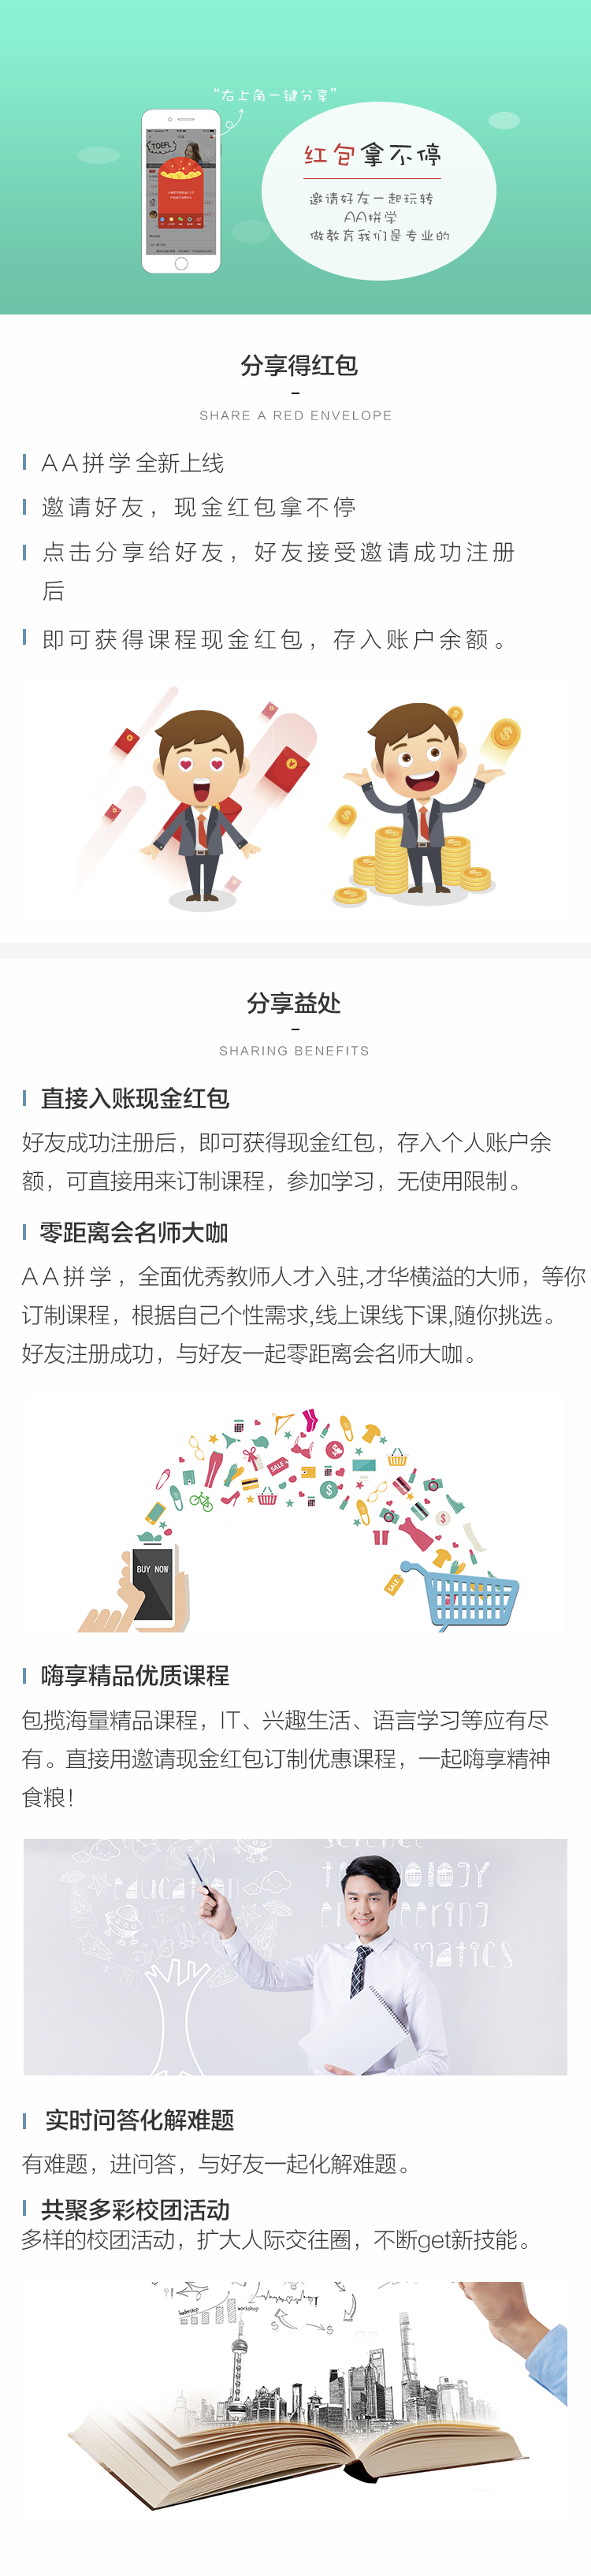 “右上角一键分享”
TOEFL
红包拿不停
邀请好友一起玩转
AA拼学
做教育我们是专业的
分享得红包
SHARE A RED ENVELOPE
AA拼学全新上线
邀请好友，现金红包拿不停
点击分享给好友，好友接受邀请成功注册
后
即可获得课程现金红包，存入账户余额。
分享益处
SHARING BENEFITS
直接入账现金红包
好友成功注册后，即可获得现金红包，存入个人账户余
额，可直接用来订制课程，参加学习，无使用限制。
零距离会名师大咖
AA拼学，全面优秀教师人才入驻,才华横溢的大师，等你
订制课程，根据自己个性需求,线上课线下课,随你挑选。
好友注册成功，与好友一起零距离会名师大咖。
SALE
BUY NOW
SALE
嗨享精品优质课程
包揽海量精品课程，IT、兴趣生活、语言学习等应有尽
有。直接用邀请现金红包订制优惠课程，一起嗨享精神
食粮！
education
实时问答化解难题
有难题，进问答，与好友一起化解难题。
共聚多彩校团活动
多样的校团活动，扩大人际交往圈，不断get新技能。
leadership
workshop